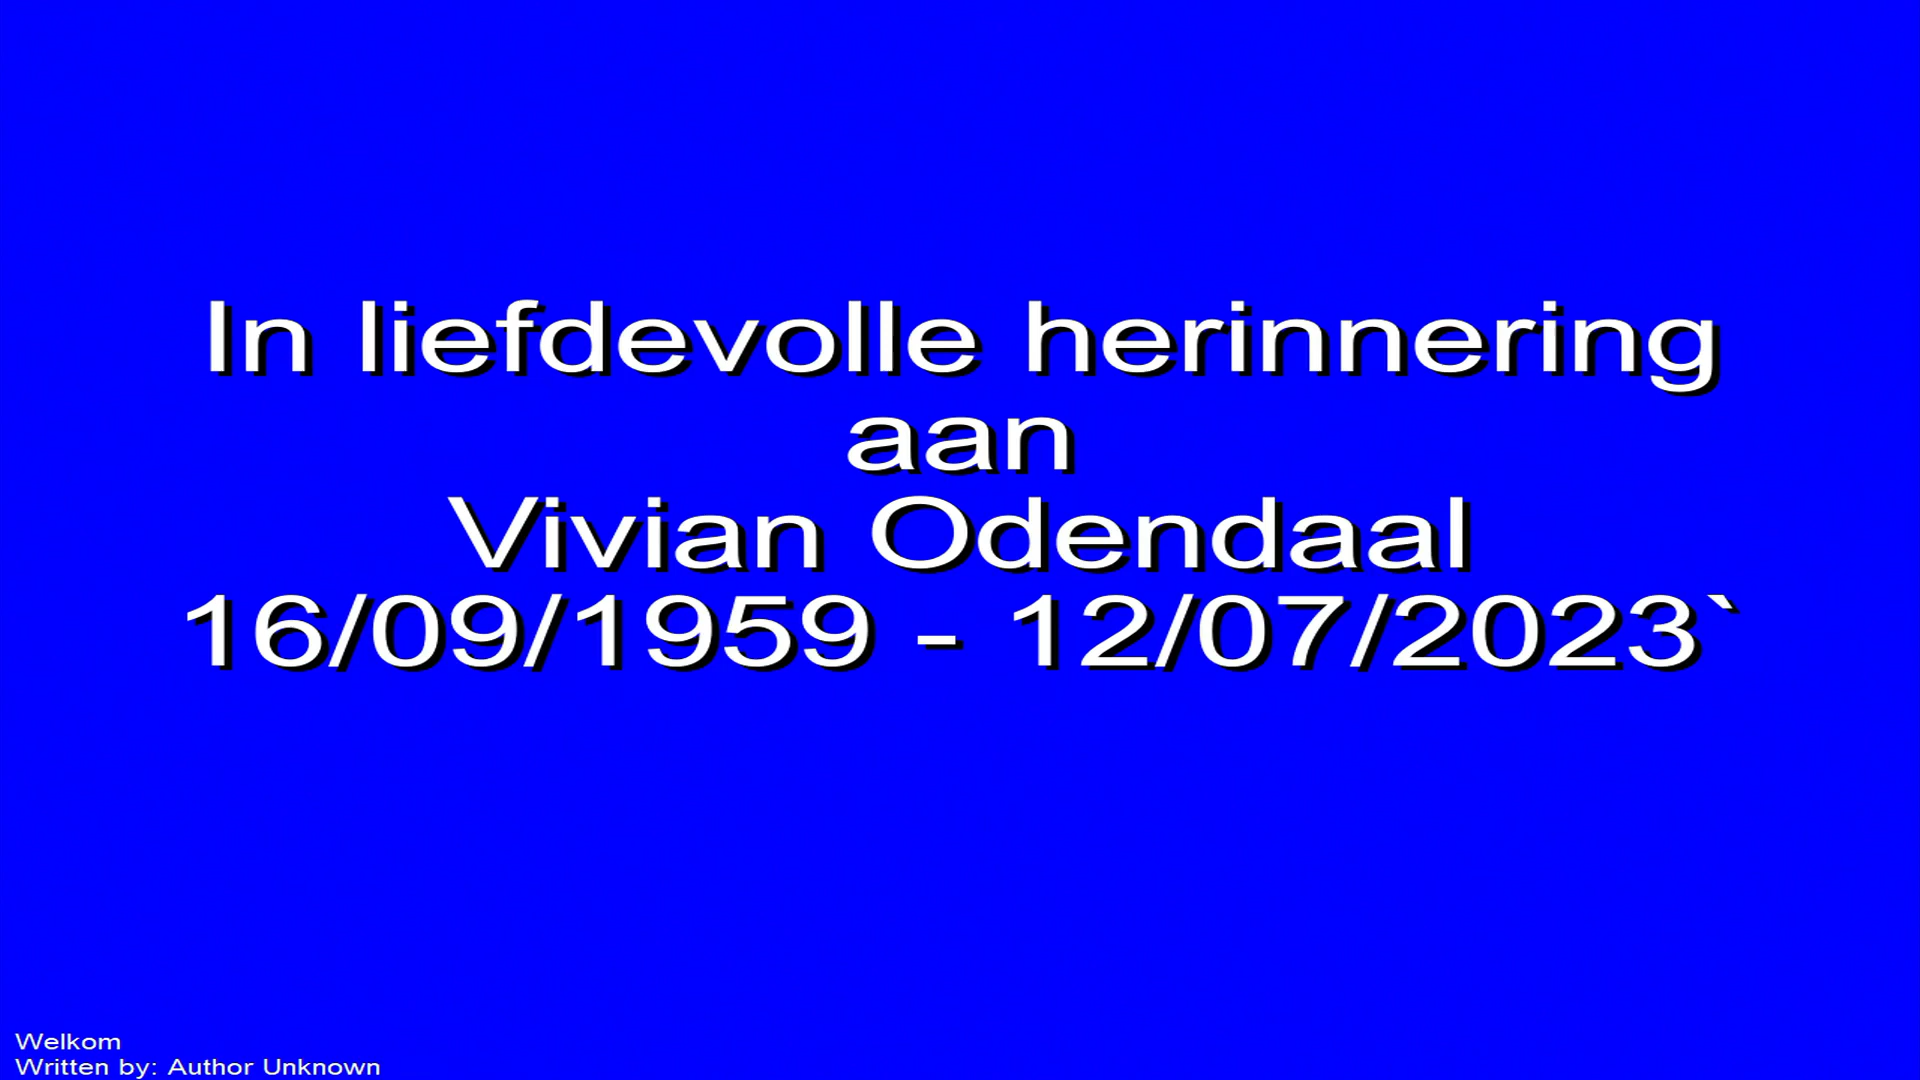 In liefdevolle herinnering
aan
Vivian Odendaal
16/09/1959 - 12/07/2023`
Welkom
Written by: Author Unknown